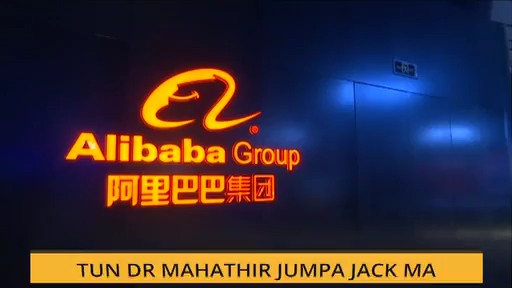 Alibaba Group
阿里巴巴集团
TUN DR MAHATHIR JUMPA JACK MA